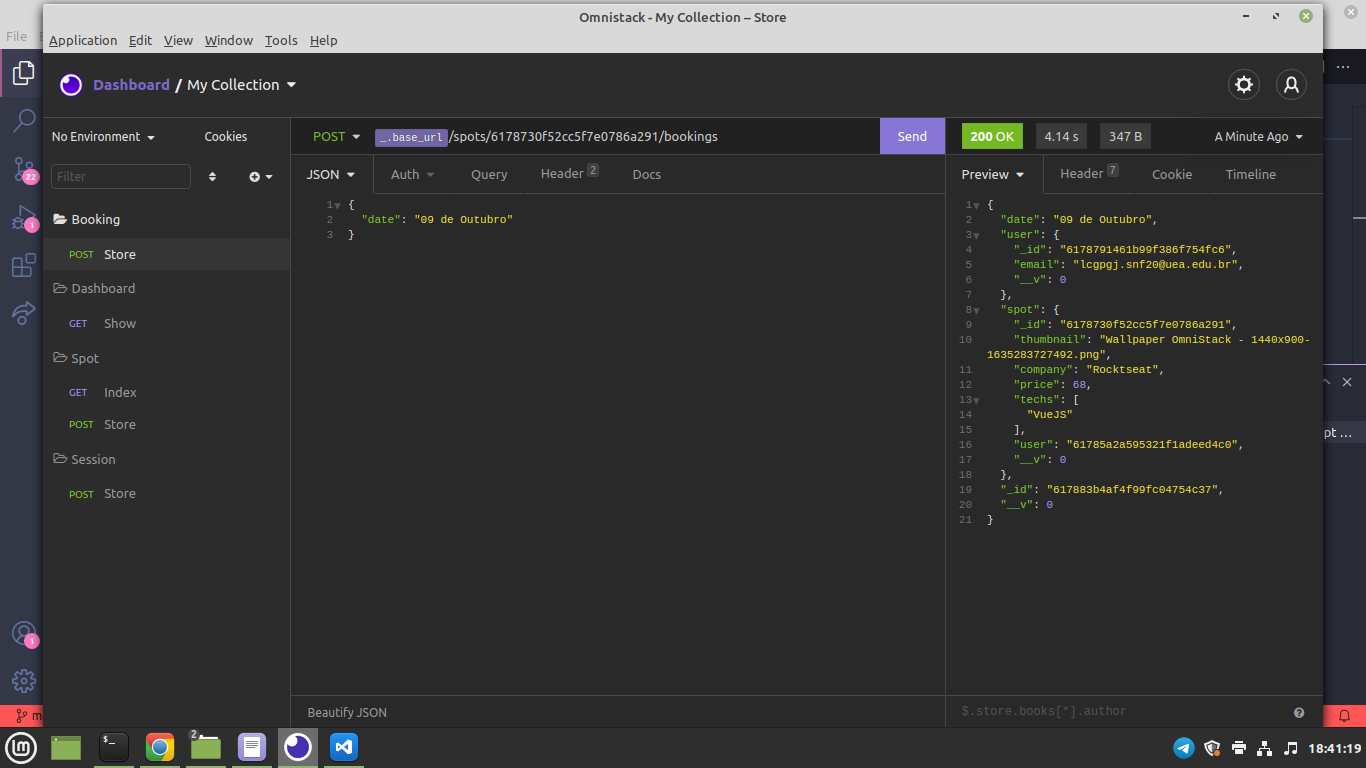 Omnistack - My Collection – Store
File
Application Edit View Window Tools Help
Dashboard / My Collection
No Environment Cookies
POST _.base_url/spots/6178730f52cc5f7e0786a291/bookings Send
200 OK 4.14 s 347 B A Minute Ago
Filter
JSON Auth Query Header 2 Docs
Preview Header 7 Cookie Timeline
Booking
POST Store
Dashboard
GET Show
Spot
GET Index
POST Store
Session
POST Store
22
1
1
1 {
2 "date": "09 de Outubro"
3 }
1 {
2 "date": "09 de Outubro",
3 "user": {
4 "_id": "6178791461b99f386f754fc6",
5 "email": "lcgpgj.snf20@uea.edu.br",
6 "__v": 0
7 },
8 "spot": {
9 "_id": "6178730f52cc5f7e0786a291",
10 "thumbnail": "Wallpaper OmniStack - 1440x900-
1635283727492.png",
11 "company": "Rocktseat",
12 "price": 68,
13 "techs": [
14 "VueJS"
15 ],
16 "user": "61785a2a595321f1adeed4c0",
17 "__v": 0
18 },
19 "_id": "617883b4af4f99fc04754c37",
20 "__v": 0
21 }
pt ...
Beautify JSON
$.store.books[*].author
2
$_
18:41:19